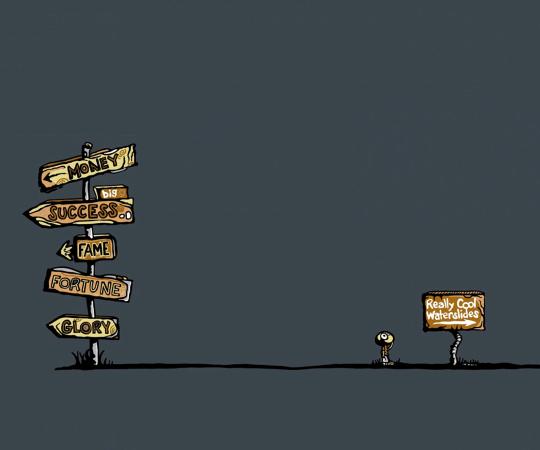 MONEY
big
SUCCESS
FAME
FORTUNE
GLORY
Really Cool
Waterslides